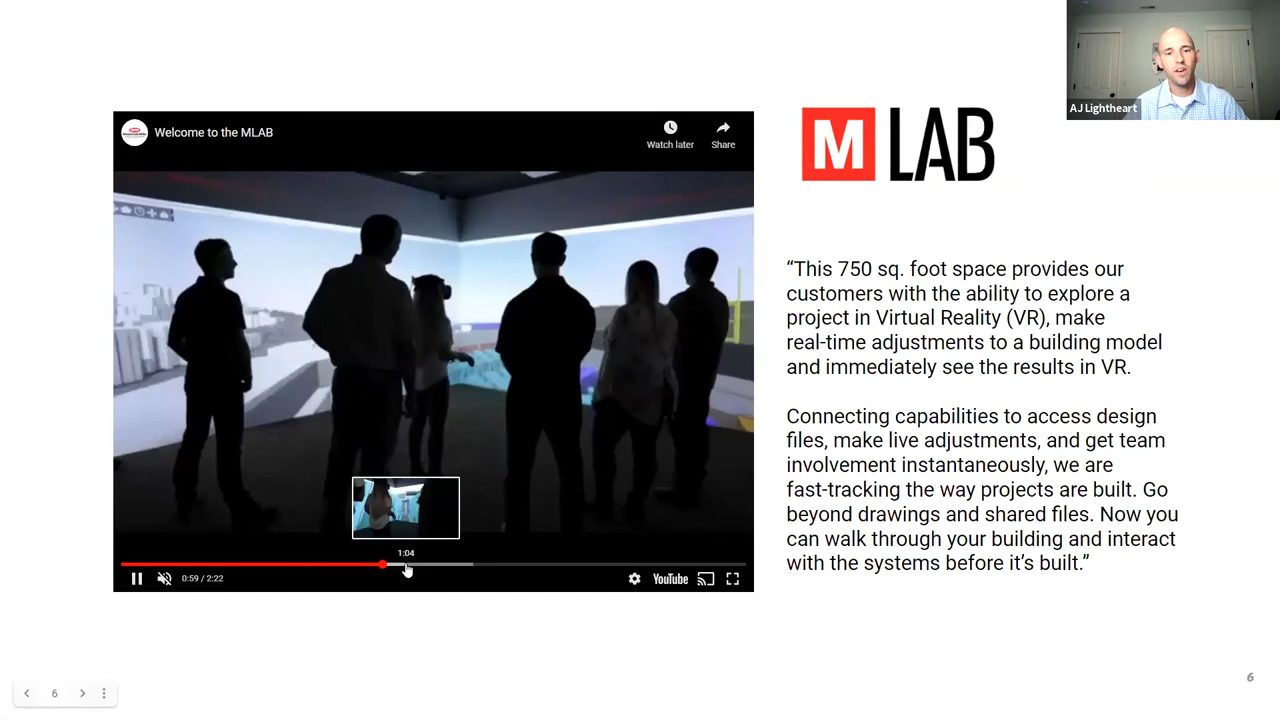 AJ Lightheart
Welcome to the MLAB
Watch later
Share
M LAB
“This 750 sq. foot space provides our
customers with the ability to explore a
project in Virtual Reality (VR), make
real-time adjustments to a building model
and immediately see the results in VR.
Connecting capabilities to access design
files, make live adjustments, and get team
involvement instantaneously, we are
fast-tracking the way projects are built. Go
beyond drawings and shared files. Now you
can walk through your building and interact
with the systems before it’s built.”
1:04
0:59 / 2:22
YouTube
6
6